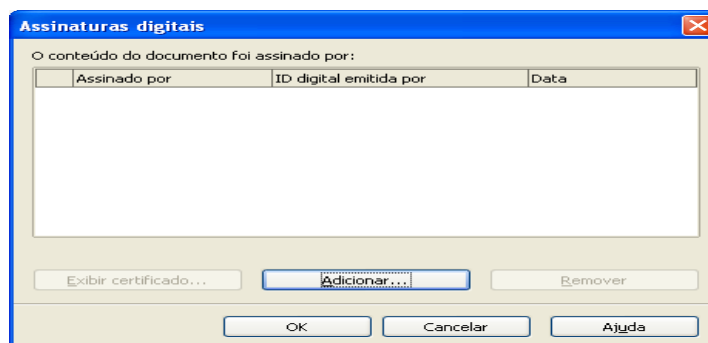 Assinaturas digitais
O conteúdo do documento foi assinado por:
Assinado por ID digital emitida por Data
Exibir certificado... Adicionar... Remover
OK Cancelar Ajuda